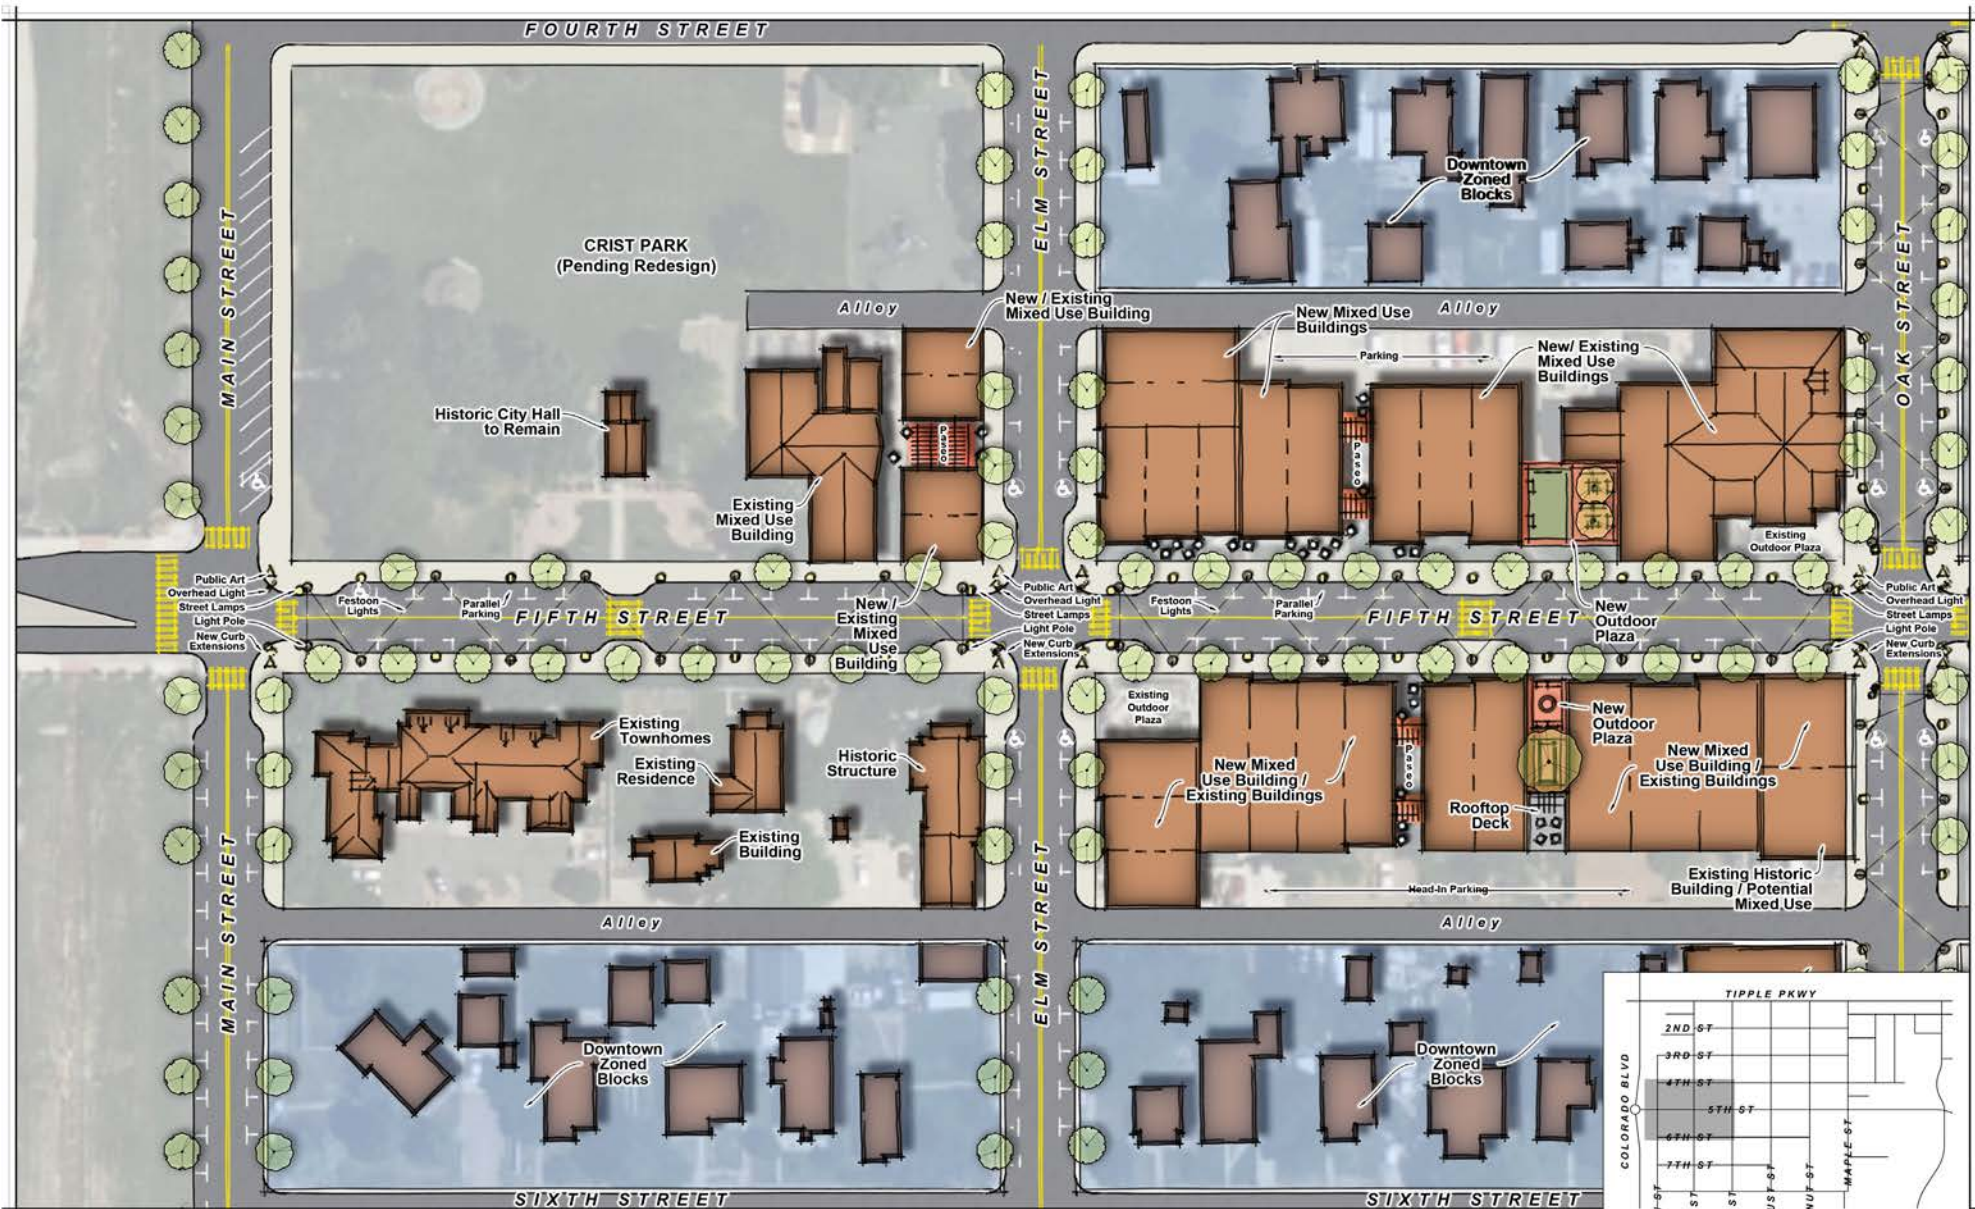 FOURTH STREET
MAIN STREET
ELM STREET
OAK STREET
CRIST PARK
(Pending Redesign)
Downtown
Zoned
Blocks
Alley
Alley
New / Existing
Mixed Use Building
New Mixed Use
Buildings
Parking
New/ Existing
Mixed Use
Buildings
Historic City Hall
to Remain
Paseo
Paseo
Existing
Mixed Use
Building
Existing
Outdoor Plaza
Public Art
Overhead Light
Street Lamps
Light Pole
New Curb
Extensions
Festoon
Lights
Parallel
Parking
FIFTH STREET
New /
Existing
Mixed
Use
Building
Public Art
Overhead Light
Street Lamps
Light Pole
New Curb
Extensions
Festoon
Lights
Parallel
Parking
FIFTH STREET
New
Outdoor
Plaza
Public Art
Overhead Light
Street Lamps
Light Pole
New Curb
Extensions
Existing
Townhomes
Existing
Residence
Historic
Structure
Existing
Building
Existing
Outdoor
Plaza
New Mixed
Use Building /
Existing Buildings
Paseo
New
Outdoor
Plaza
Rooftop
Deck
New Mixed
Use Building /
Existing Buildings
Head-In Parking
Existing Historic
Building / Potential
Mixed Use
MAIN STREET
ELM STREET
Alley
Alley
Downtown
Zoned
Blocks
Downtown
Zoned
Blocks
SIXTH STREET
SIXTH STREET
TIPPLE PKWY
2ND ST
3RD ST
4TH ST
5TH ST
6TH ST
7TH ST
COLORADO BLVD
MAPLE ST
ST
ST
ST
UST ST
NUT ST